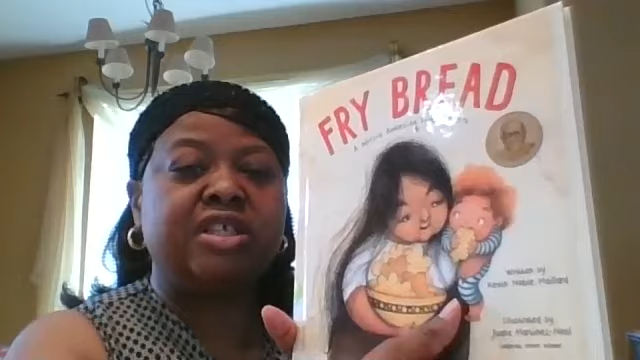 FRY BREAD
A Native American
written by
Kevin Noble Maillard
illustrated by
Juana Martinez-Neal